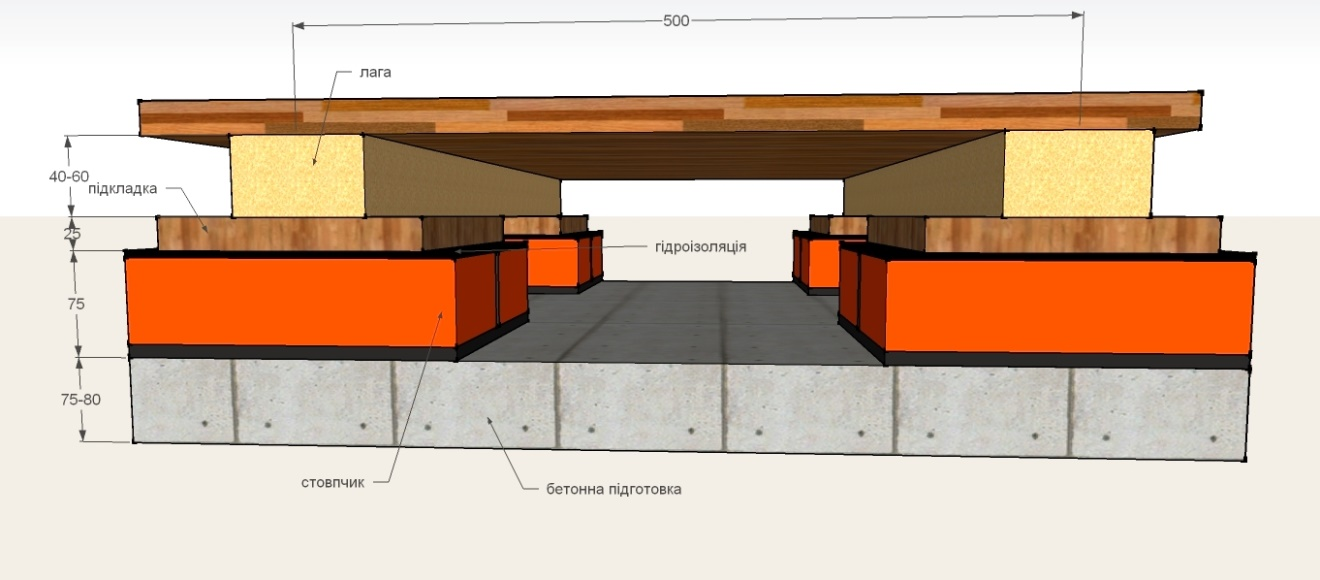 500
лага
40-60
підкладка
25
гідроізоляція
75
75-80
стовпчик
бетонна підготовка